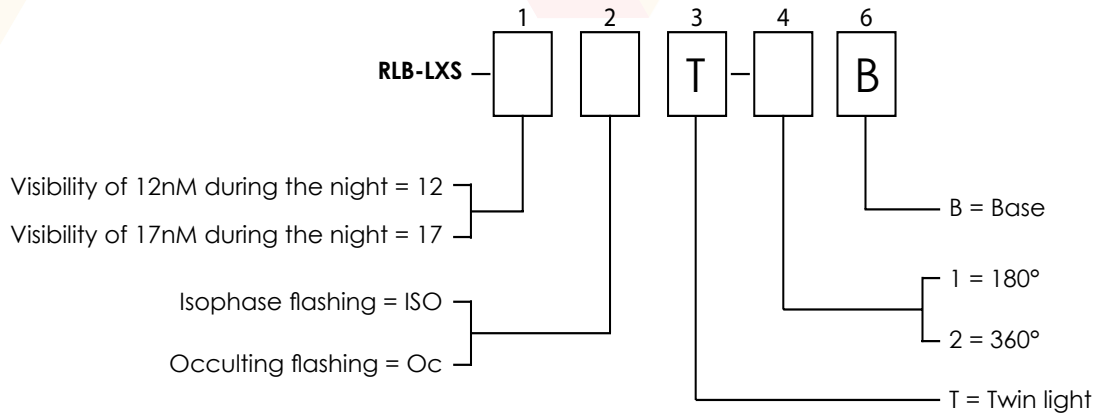 1 2 3 4 6
RLB-LXS – T – B
Visibility of 12nM during the night = 12
Visibility of 17nM during the night = 17
B = Base
Isophase flashing = ISO
1 = 180°
Occulting flashing = Oc
2 = 360°
T = Twin light